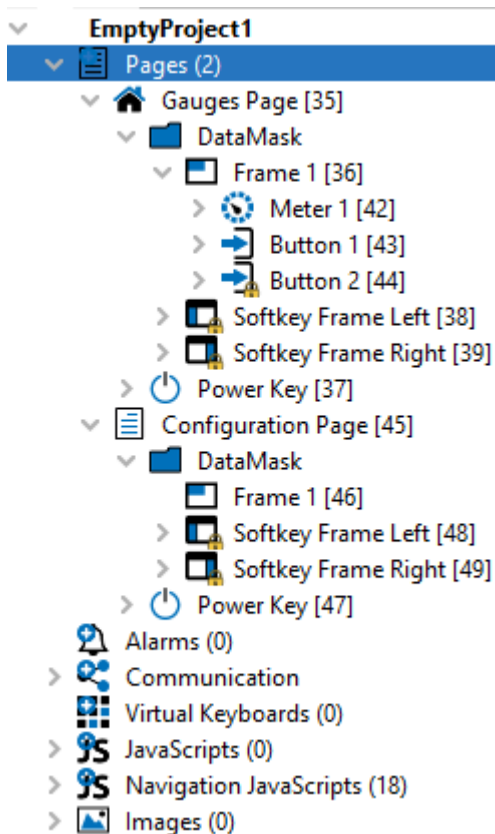 EmptyProject1
Pages (2)
Gauges Page [35]
DataMask
Frame 1 [36]
Meter 1 [42]
Button 1 [43]
Button 2 [44]
Softkey Frame Left [38]
Softkey Frame Right [39]
Power Key [37]
Configuration Page [45]
DataMask
Frame 1 [46]
Softkey Frame Left [48]
Softkey Frame Right [49]
Power Key [47]
Alarms (0)
Communication
Virtual Keyboards (0)
JavaScripts (0)
Navigation JavaScripts (18)
Images (0)